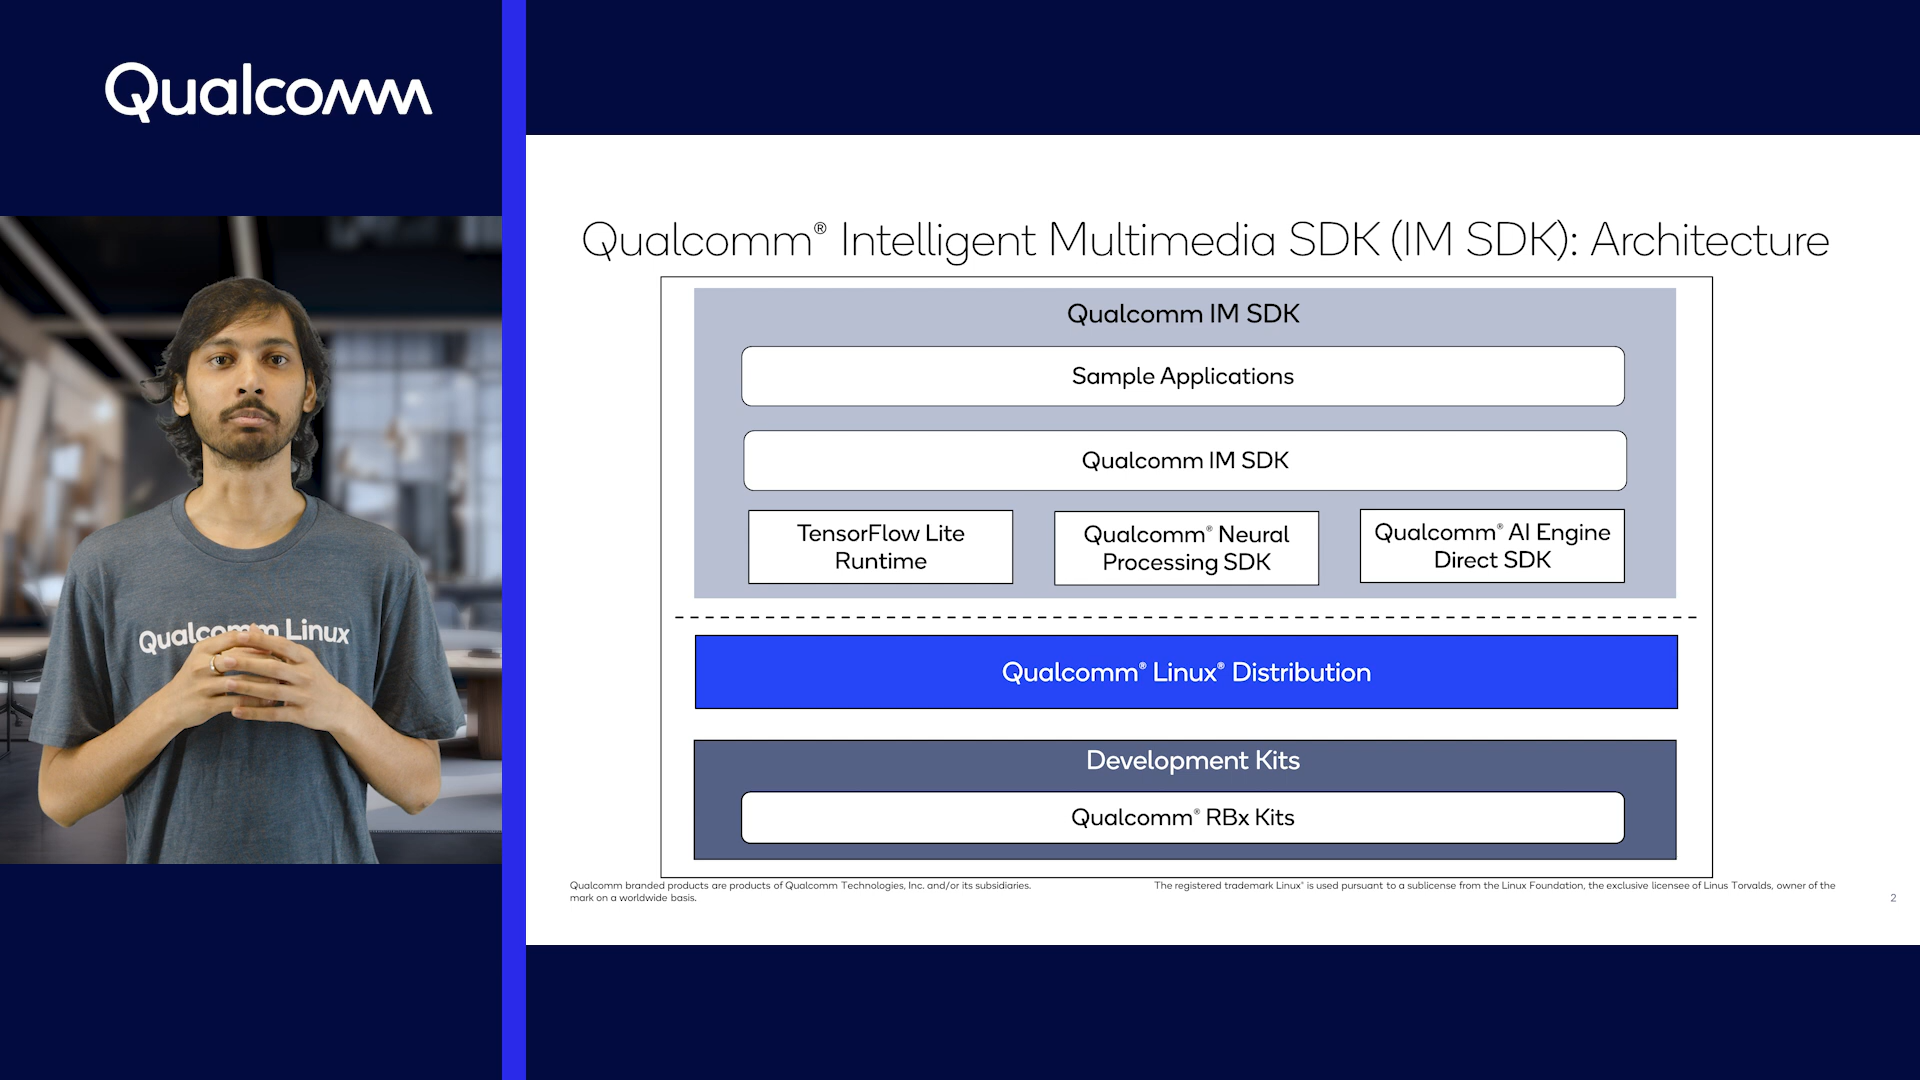 Qualcomm
Qualcomm Linux
Qualcomm® Intelligent Multimedia SDK (IM SDK): Architecture
Qualcomm IM SDK
Sample Applications
Qualcomm IM SDK
TensorFlow Lite
Runtime
Qualcomm® Neural
Processing SDK
Qualcomm® AI Engine
Direct SDK
Qualcomm® Linux® Distribution
Development Kits
Qualcomm® RBx Kits
Qualcomm branded products are products of Qualcomm Technologies, Inc. and/or its subsidiaries. The registered trademark Linux® is used pursuant to a sublicense from the Linux Foundation, the exclusive licensee of Linus Torvalds, owner of the
mark on a worldwide basis.
2